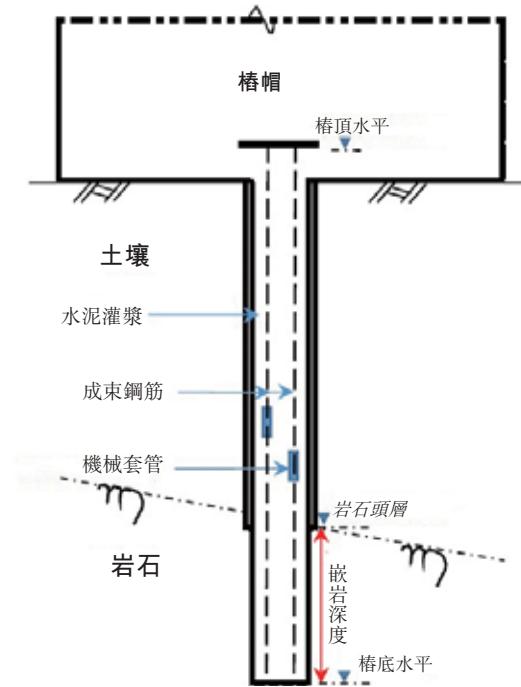 樁帽
樁頂水平
土壤
水泥灌漿
成束鋼筋
機械套管
岩石頭層
岩石
嵌岩深度
樁底水平